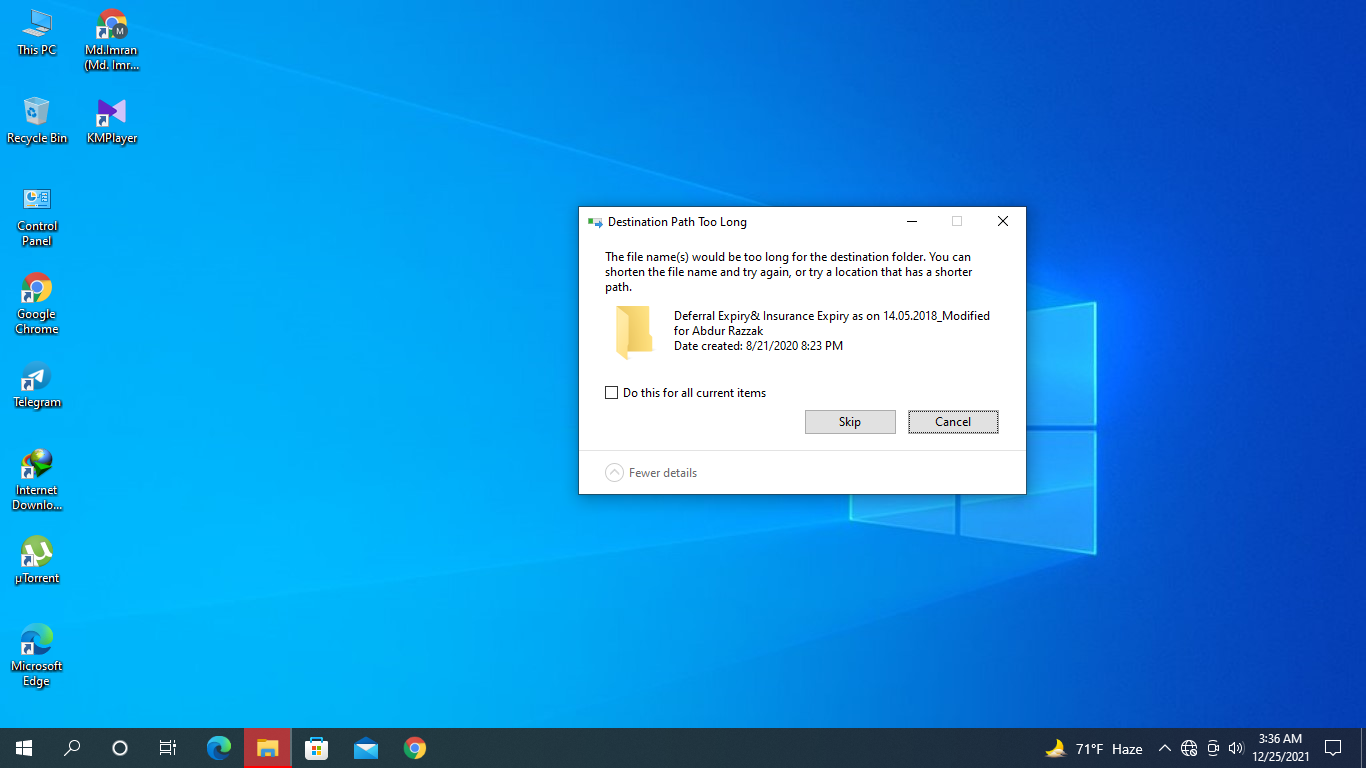 This PC
Md.Imran
(Md. Imr...
Recycle Bin
KMPlayer
Control
Panel
Google
Chrome
Telegram
Internet
Downlo...
µTorrent
Microsoft
Edge
M
Destination Path Too Long
The file name(s) would be too long for the destination folder. You can
shorten the file name and try again, or try a location that has a shorter
path.
Deferral Expiry& Insurance Expiry as on 14.05.2018_Modified
for Abdur Razzak
Date created: 8/21/2020 8:23 PM
Do this for all current items
Skip
Cancel
Fewer details
71°F Haze
3:36 AM
12/25/2021